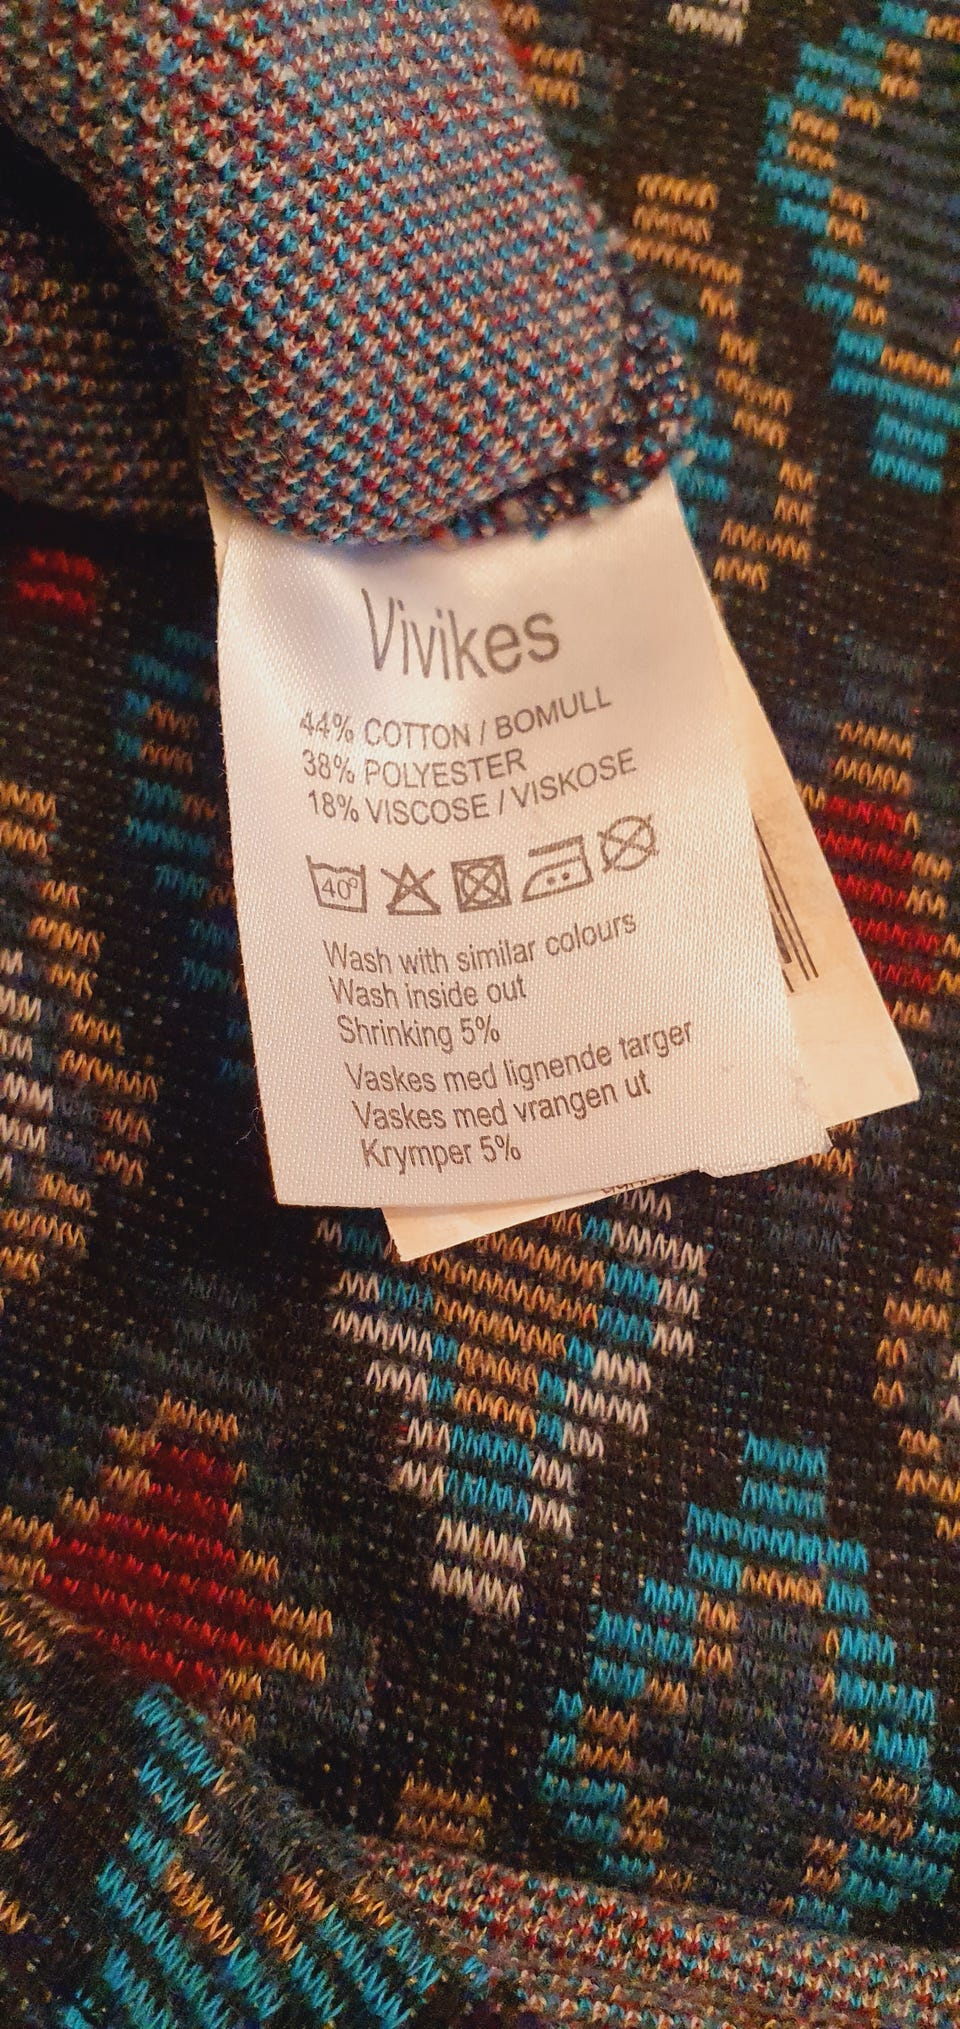 Vivikes
44% COTTON / BOMULL
38% POLYESTER
18% VISCOSE / VISKOSE
40°
Wash with similar colours
Wash inside out
Shrinking 5%
Vaskes med lignende targer
Vaskes med vrangen ut
Krymper 5%